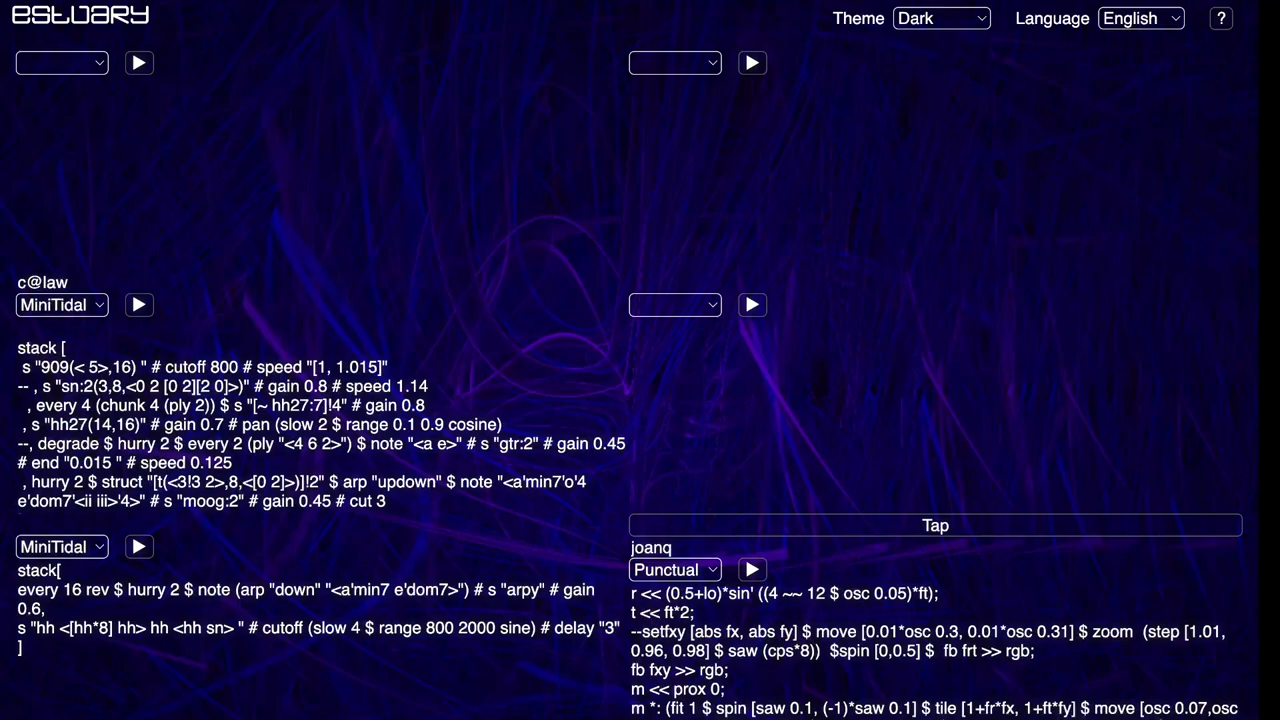 estuary
Theme Dark Language English ?
c@law
MiniTidal
stack [
s "909(< 5>,16) " # cutoff 800 # speed "[1, 1.015]"
-- , s "sn:2(3,8,<0 2 [0 2][2 0]>)" # gain 0.8 # speed 1.14
, every 4 (chunk 4 (ply 2)) $ s "[~ hh27:7]!4" # gain 0.8
, s "hh27(14,16)" # gain 0.7 # pan (slow 2 $ range 0.1 0.9 cosine)
--, degrade $ hurry 2 $ every 2 (ply "<4 6 2>") $ note "<a e>" # s "gtr:2" # gain 0.45
# end "0.015 " # speed 0.125
, hurry 2 $ struct "[t(<3!3 2>,8,<[0 2]>)]!2" $ arp "updown" $ note "<a'min7'o'4
e'dom7'<ii iii>'4>" # s "moog:2" # gain 0.45 # cut 3
MiniTidal
stack[
every 16 rev $ hurry 2 $ note (arp "down" "<a'min7 e'dom7>") # s "arpy" # gain
0.6,
s "hh <[hh*8] hh> hh <hh sn> " # cutoff (slow 4 $ range 800 2000 sine) # delay "3"
]
Tap
joanq
Punctual
r << (0.5+lo)*sin' ((4 ~~ 12 $ osc 0.05)*ft);
t << ft*2;
--setfxy [abs fx, abs fy] $ move [0.01*osc 0.3, 0.01*osc 0.31] $ zoom (step [1.01,
0.96, 0.98] $ saw (cps*8)) $spin [0,0.5] $ fb frt >> rgb;
fb fxy >> rgb;
m << prox 0;
m *: (fit 1 $ spin [saw 0.1, (-1)*saw 0.1] $ tile [1+fr*fx, 1+ft*fy] $ move [osc 0.07,osc